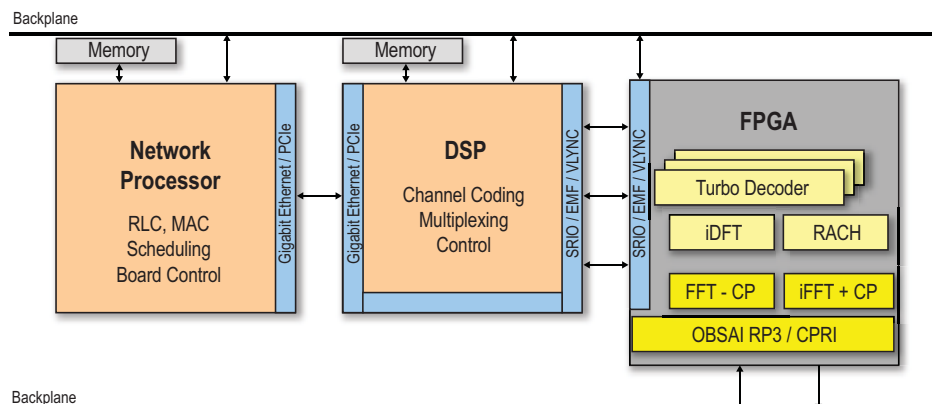 Backplane
Memory
Memory
Network
Processor
RLC, MAC
Scheduling
Board Control
Gigabit Ethernet / PCIe
Gigabit Ethernet / PCIe
DSP
Channel Coding
Multiplexing
Control
SRIO / EMF / VLYNC
SRIO / EMF / VLYNC
FPGA
Turbo Decoder
iDFT
RACH
FFT - CP
iFFT + CP
OBSAI RP3 / CPRI
Backplane